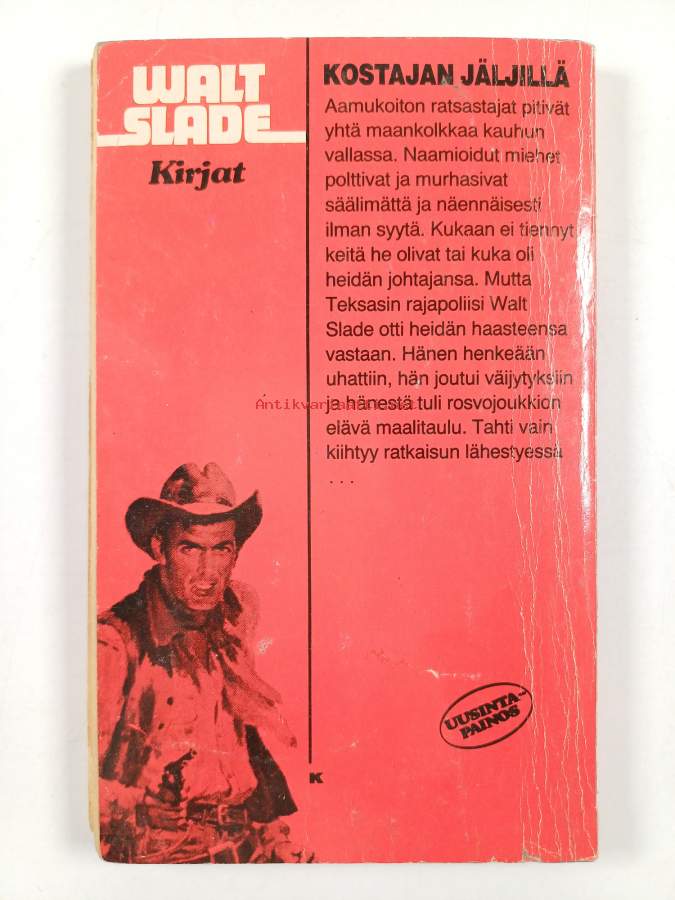 WALT
SLADE
Kirjat
KOSTAJAN JÄLJILLÄ
Aamukoiton ratsastajat pitivät
yhtä maankolkkaa kauhun
vallassa. Naamioidut miehet
polttivat ja murhasivat
säälimättä ja näennäisesti
ilman syytä. Kukaan ei tiennyt
keitä he olivat tai kuka oli
heidän johtajansa. Mutta
Teksasin rajapoliisi Walt
Slade otti heidän haasteensa
vastaan. Hänen henkeään
uhattiin, hän joutui väijytyksiin
ja hänestä tuli rosvojoukkion
elävä maalitaulu. Tahti vain
kiihtyy ratkaisun lähestyessä
...
UUSINTA-
PAINOS
K